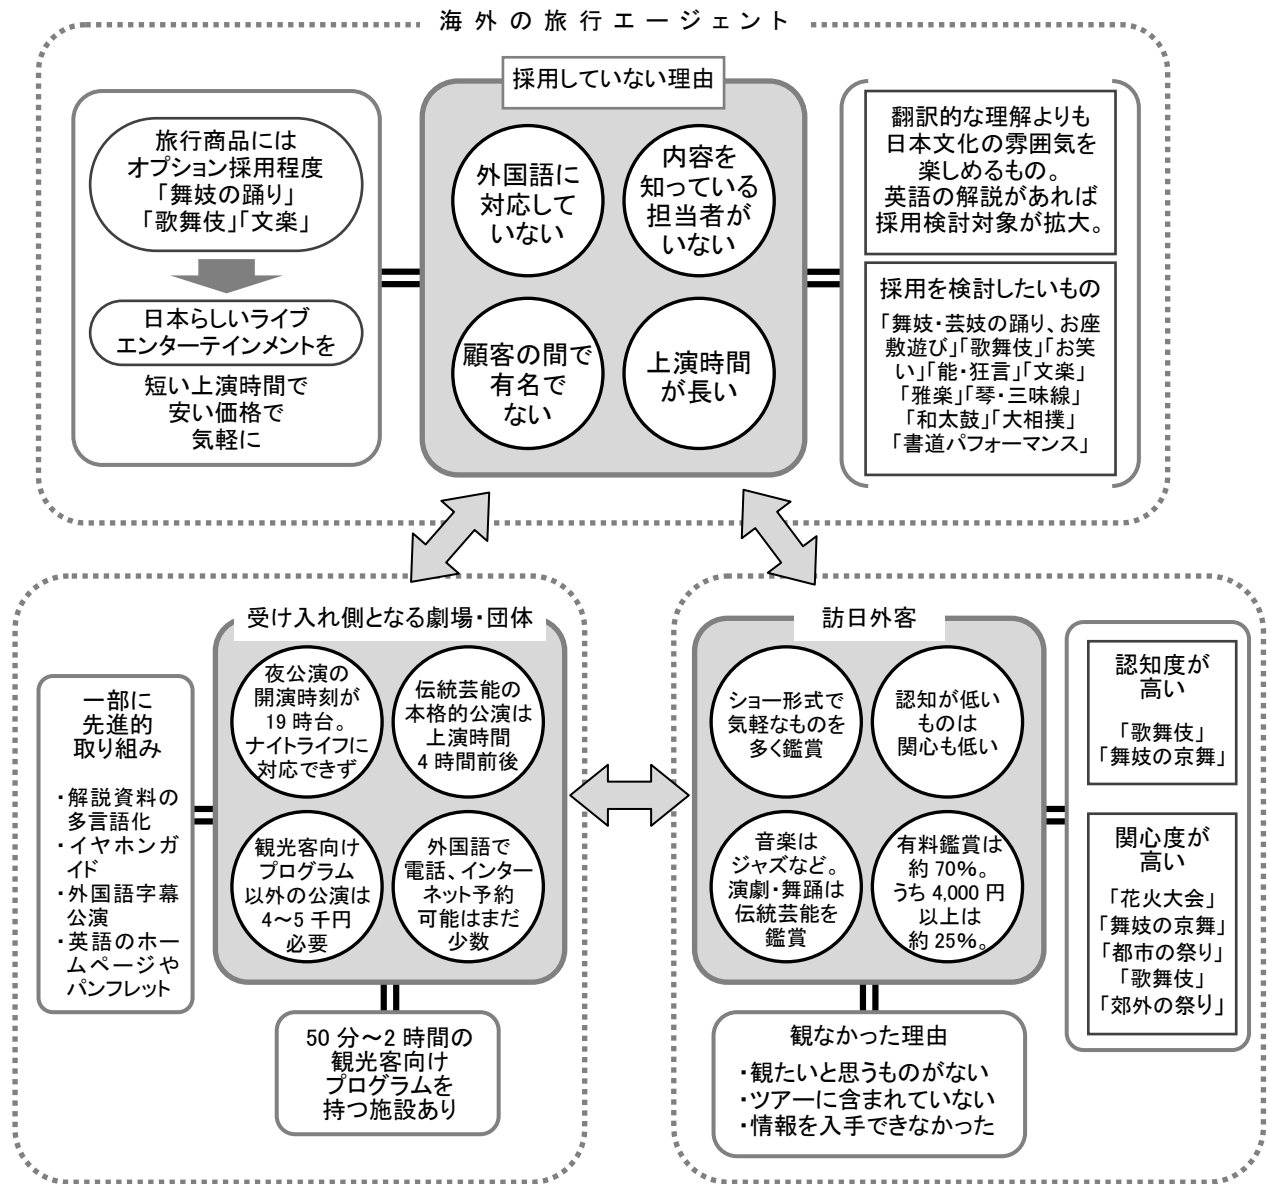 海外の旅行エージェント
旅行商品には
オプション採用程度
「舞妓の踊り」
「歌舞伎」「文楽」
日本らしいライブ
エンターテインメントを
短い上演時間で
安い価格で
気軽に
採用していない理由
外国語に
対応して
いない
内容を
知っている
担当者が
いない
顧客の間で
有名で
ない
上演時間
が長い
翻訳的な理解よりも
日本文化の雰囲気を
楽しめるもの。
英語の解説があれば
採用検討対象が拡大。
採用を検討したいもの
「舞妓・芸妓の踊り、お座
敷遊び」「歌舞伎」「お笑
い」「能・狂言」「文楽」
「雅楽」「琴・三味線」
「和太鼓」「大相撲」
「書道パフォーマンス」
受け入れ側となる劇場・団体
一部に
先進的
取り組み
・解説資料の
多言語化
・イヤホンガ
イド
・外国語字幕
公演
・英語のホー
ムページや
パンフレット
夜公演の
開演時刻が
19時台。
ナイトライフに
対応できず
伝統芸能の
本格的公演は
上演時間
4時間前後
観光客向け
プログラム
以外の公演は
4～5千円
必要
外国語で
電話、インター
ネット予約
可能はまだ
少数
50分～2時間の
観光客向け
プログラムを
持つ施設あり
訪日外客
ショー形式で
気軽なものを
多く鑑賞
認知が低い
ものは
関心も低い
音楽は
ジャズなど。
演劇・舞踊は
伝統芸能を
鑑賞
有料鑑賞は
約70％。
うち4,000円
以上は
約25％。
認知度が
高い
「歌舞伎」
「舞妓の京舞」
関心度が
高い
「花火大会」
「舞妓の京舞」
「都市の祭り」
「歌舞伎」
「郊外の祭り」
観なかった理由
・観たいと思うものがない
・ツアーに含まれていない
・情報を入手できなかった